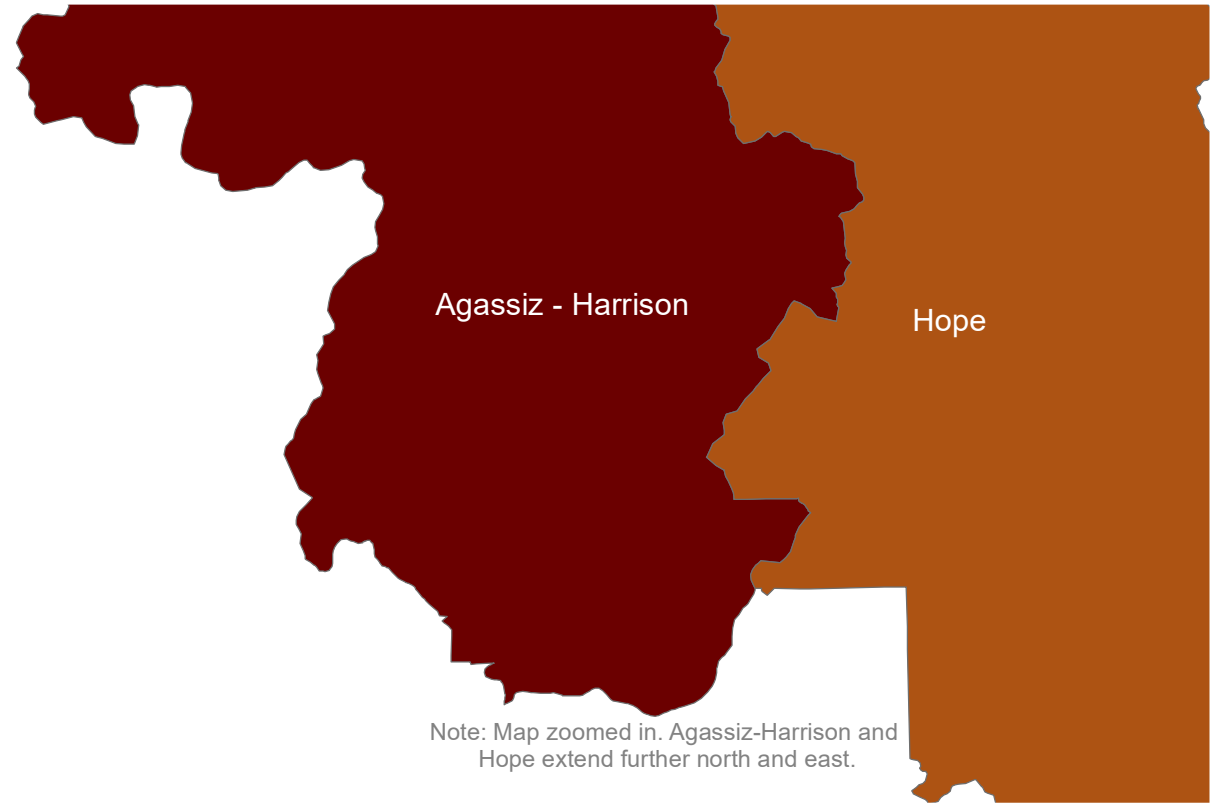 Agassiz - Harrison
Hope
Note: Map zoomed in. Agassiz-Harrison and
Hope extend further north and east.